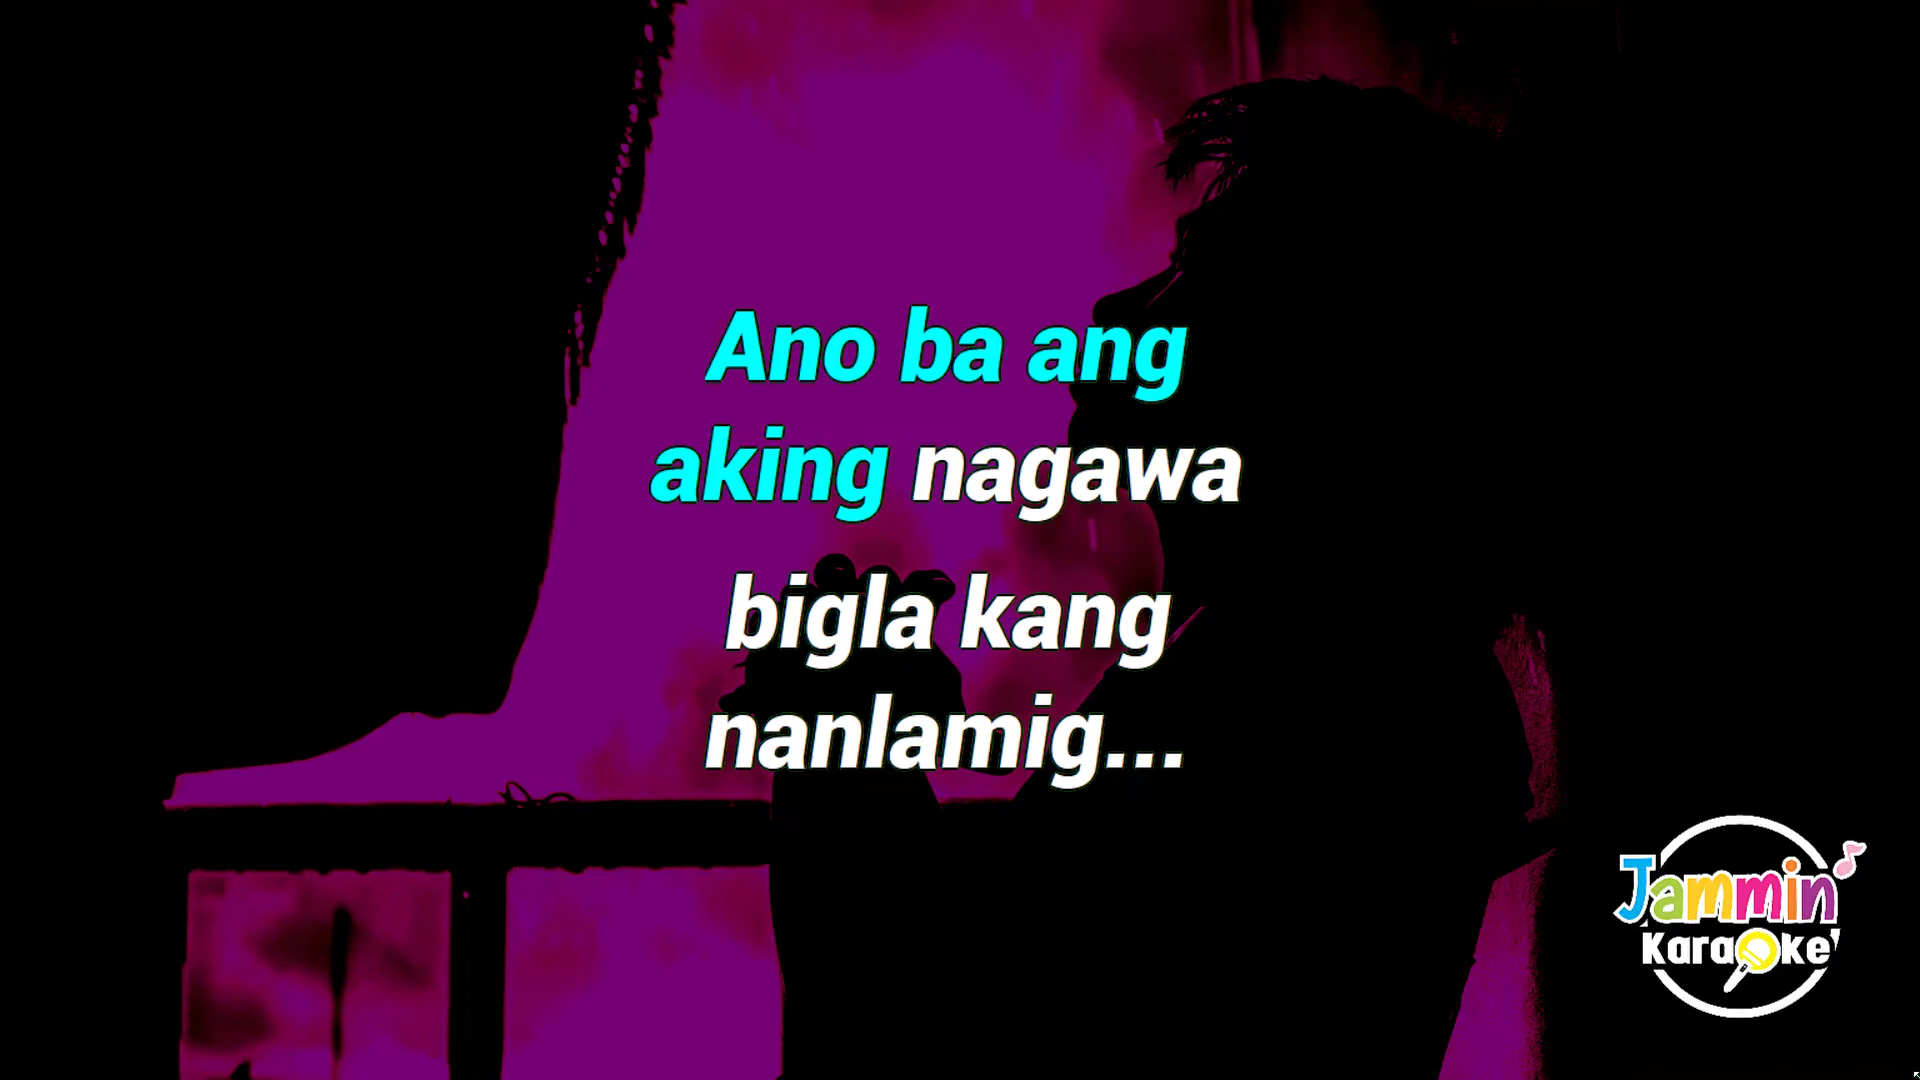 Ano ba ang
aking nagawa
bigla kang
nanlamig...
Jammin'
Karaoke